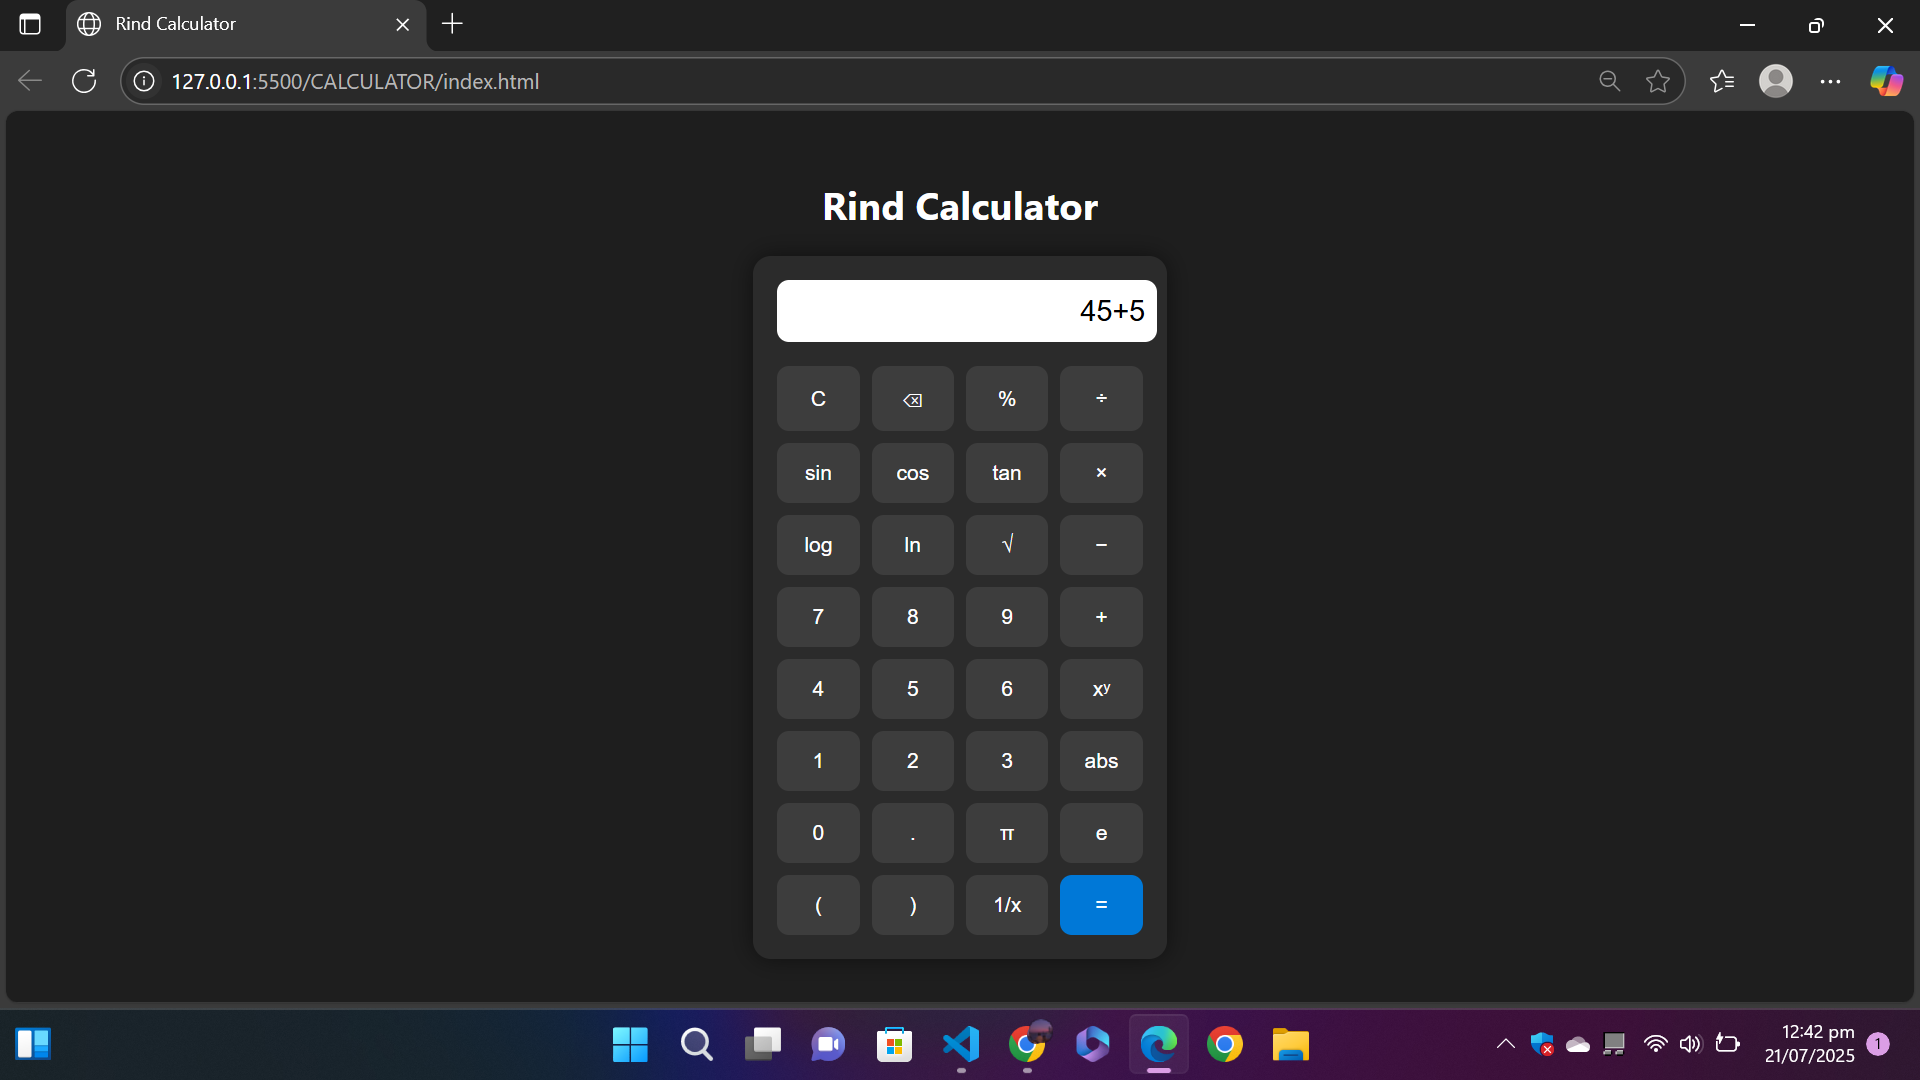 Rind Calculator
127.0.0.1:5500/CALCULATOR/index.html
Rind Calculator
45+5
C ⌫ % ÷
sin cos tan ×
log ln √ −
7 8 9 +
4 5 6 xʸ
1 2 3 abs
0 . π e
( ) 1/x =
12:42 pm
21/07/2025
1